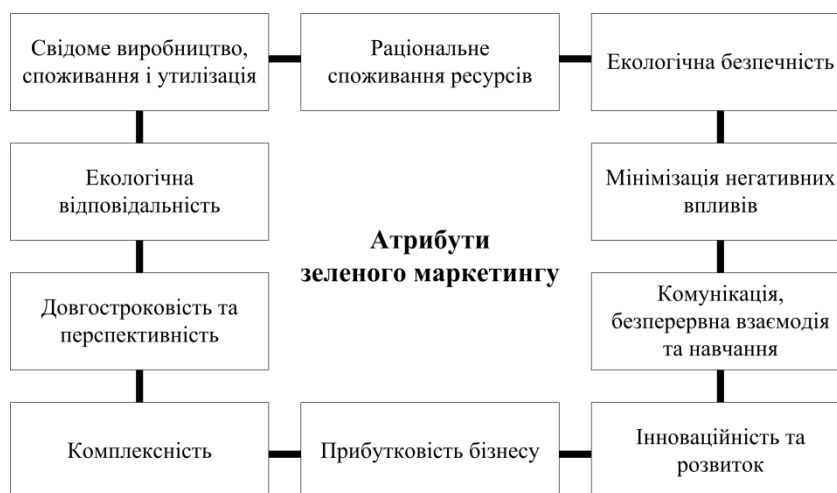 Свідоме виробництво,
споживання і утилізація
Раціональне
споживання ресурсів
Екологічна безпечність
Екологічна
відповідальність
Мінімізація негативних
впливів
Атрибути
зеленого маркетингу
Довгостроковість та
перспективність
Комунікація,
безперервна взаємодія
та навчання
Комплексність
Прибутковість бізнесу
Інноваційність та
розвиток